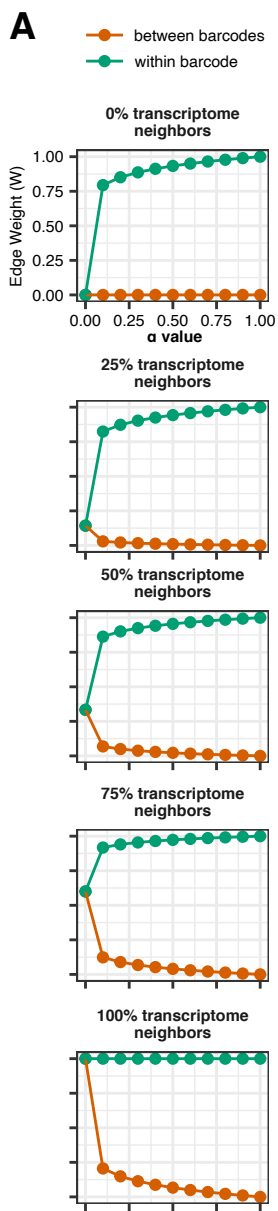 A
between barcodes
within barcode
0% transcriptome
neighbors
Edge Weight (W)
1.00
0.75
0.50
0.25
0.00
0.00 0.25 0.50 0.75 1.00
α value
25% transcriptome
neighbors
50% transcriptome
neighbors
75% transcriptome
neighbors
100% transcriptome
neighbors